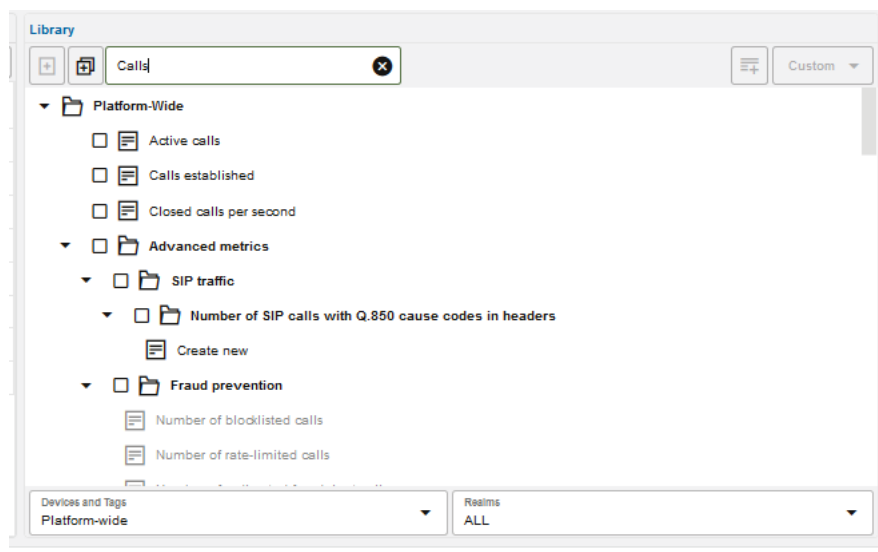 Library
Calls
Custom
Platform-Wide
Active calls
Calls established
Closed calls per second
Advanced metrics
SIP traffic
Number of SIP calls with Q.850 cause codes in headers
Create new
Fraud prevention
Number of blocklisted calls
Number of rate-limited calls
Devices and Tags
Platform-wide
Realms
ALL